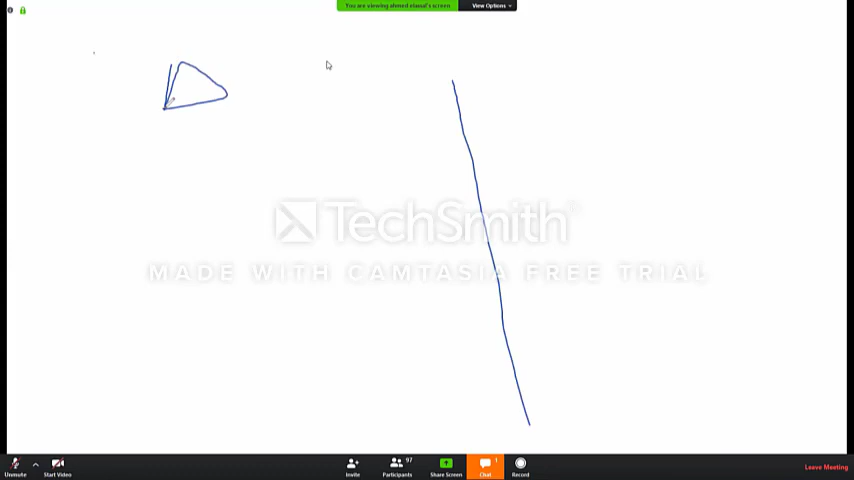 You are viewing ahmed elawal's screen View Options
TechSmith
MADE WITH CAMTASIA FREE TRIAL
97
1
Unmute Start Video Invite Participants Share Screen Chat Record Leave Meeting